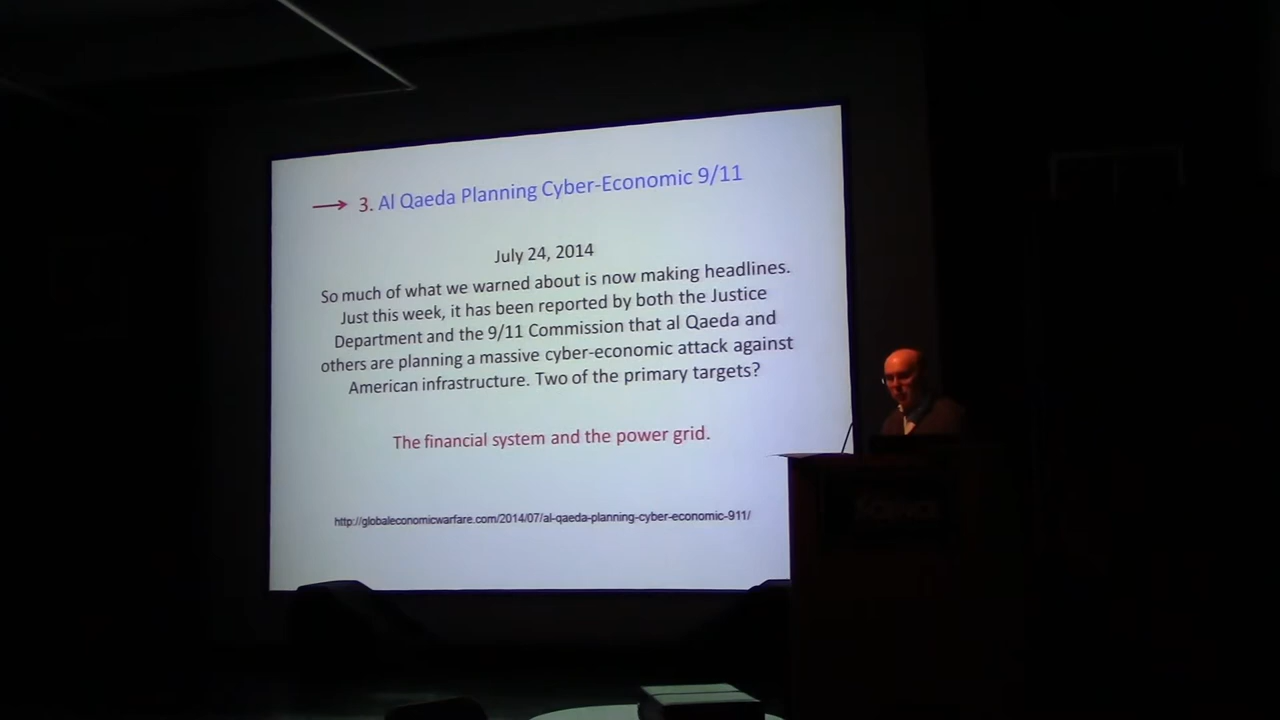 → 3. Al Qaeda Planning Cyber-Economic 9/11
July 24, 2014
So much of what we warned about is now making headlines.
Just this week, it has been reported by both the Justice
Department and the 9/11 Commission that al Qaeda and
others are planning a massive cyber-economic attack against
American infrastructure. Two of the primary targets?
The financial system and the power grid.
http://globaleconomicwarfare.com/2014/07/al-qaeda-planning-cyber-economic-911/